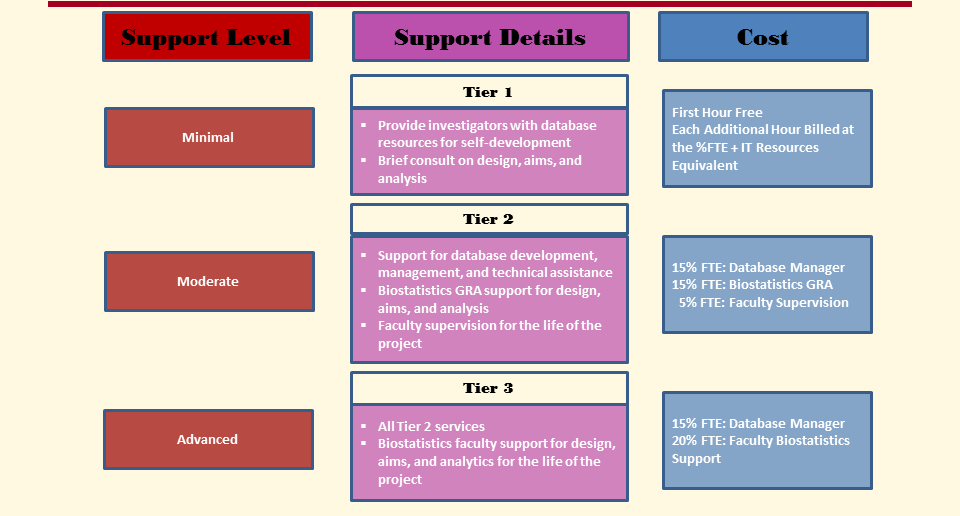 Support Level
Support Details
Cost
Minimal
Tier 1
▪ Provide investigators with database
resources for self-development
▪ Brief consult on design, aims, and
analysis
First Hour Free
Each Additional Hour Billed at
the %FTE + IT Resources
Equivalent
Moderate
Tier 2
▪ Support for database development,
management, and technical assistance
▪ Biostatistics GRA support for design,
aims, and analysis
▪ Faculty supervision for the life of the
project
15% FTE: Database Manager
15% FTE: Biostatistics GRA
5% FTE: Faculty Supervision
Advanced
Tier 3
▪ All Tier 2 services
▪ Biostatistics faculty support for design,
aims, and analytics for the life of the
project
15% FTE: Database Manager
20% FTE: Faculty Biostatistics
Support